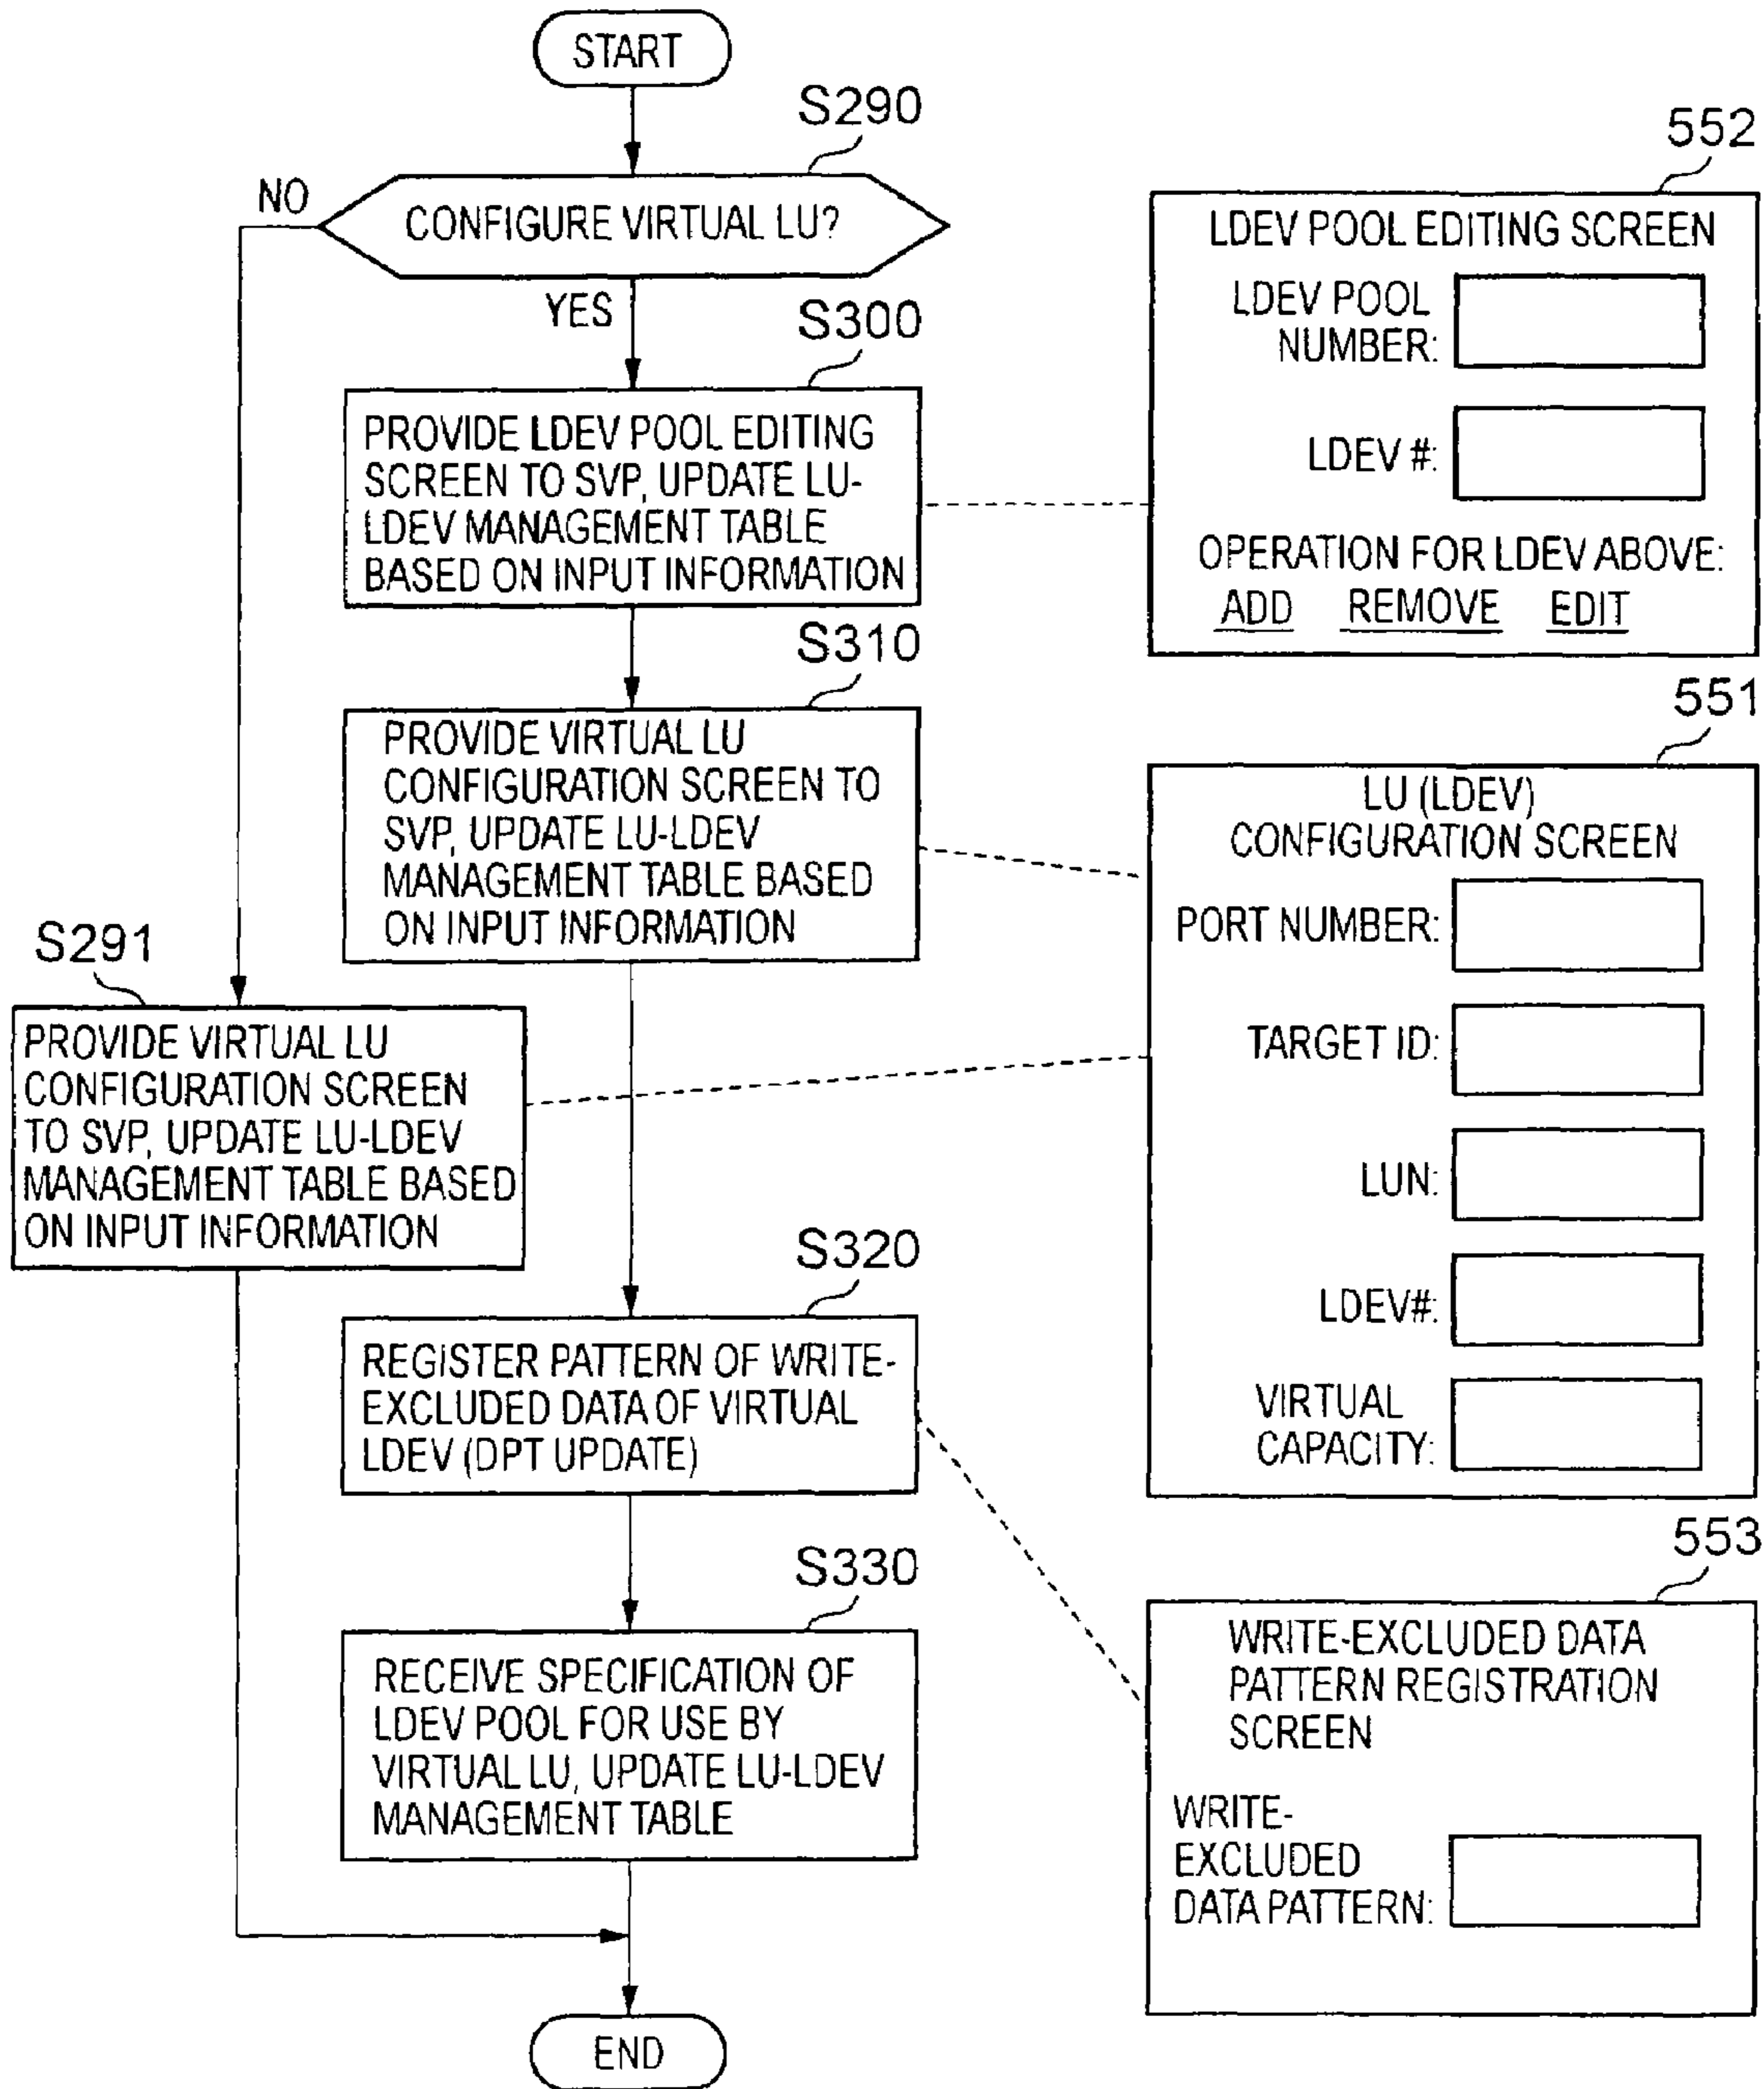 START
S290
NO
CONFIGURE VIRTUAL LU?
YES
S300
PROVIDE LDEV POOL EDITING
SCREEN TO SVP, UPDATE LU-
LDEV MANAGEMENT TABLE
BASED ON INPUT INFORMATION
S310
PROVIDE VIRTUAL LU
CONFIGURATION SCREEN TO
SVP, UPDATE LU-LDEV
MANAGEMENT TABLE BASED
ON INPUT INFORMATION
S291
PROVIDE VIRTUAL LU
CONFIGURATION SCREEN
TO SVP, UPDATE LU-LDEV
MANAGEMENT TABLE BASED
ON INPUT INFORMATION
S320
REGISTER PATTERN OF WRITE-
EXCLUDED DATA OF VIRTUAL
LDEV (DPT UPDATE)
S330
RECEIVE SPECIFICATION OF
LDEV POOL FOR USE BY
VIRTUAL LU, UPDATE LU-LDEV
MANAGEMENT TABLE
END
552
LDEV POOL EDITING SCREEN
LDEV POOL
NUMBER:
LDEV #:
OPERATION FOR LDEV ABOVE:
ADD REMOVE EDIT
551
LU (LDEV)
CONFIGURATION SCREEN
PORT NUMBER:
TARGET ID:
LUN:
LDEV#:
VIRTUAL
CAPACITY:
553
WRITE-EXCLUDED DATA
PATTERN REGISTRATION
SCREEN
WRITE-
EXCLUDED
DATA PATTERN: